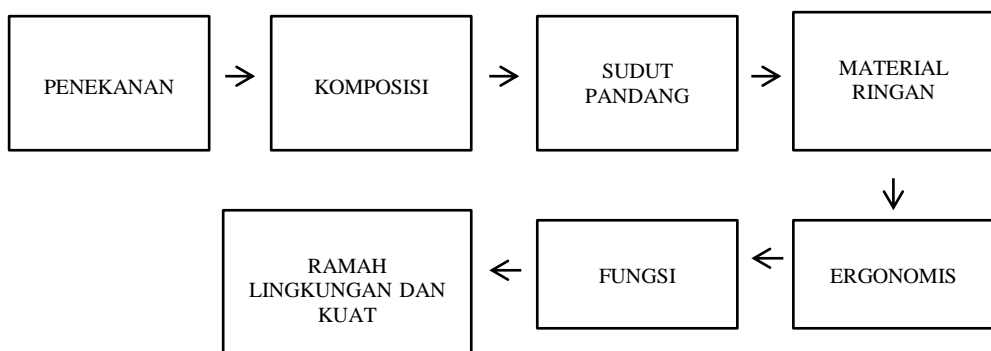 PENEKANAN
KOMPOSISI
SUDUT
PANDANG
MATERIAL
RINGAN
ERGONOMIS
FUNGSI
RAMAH
LINGKUNGAN DAN
KUAT